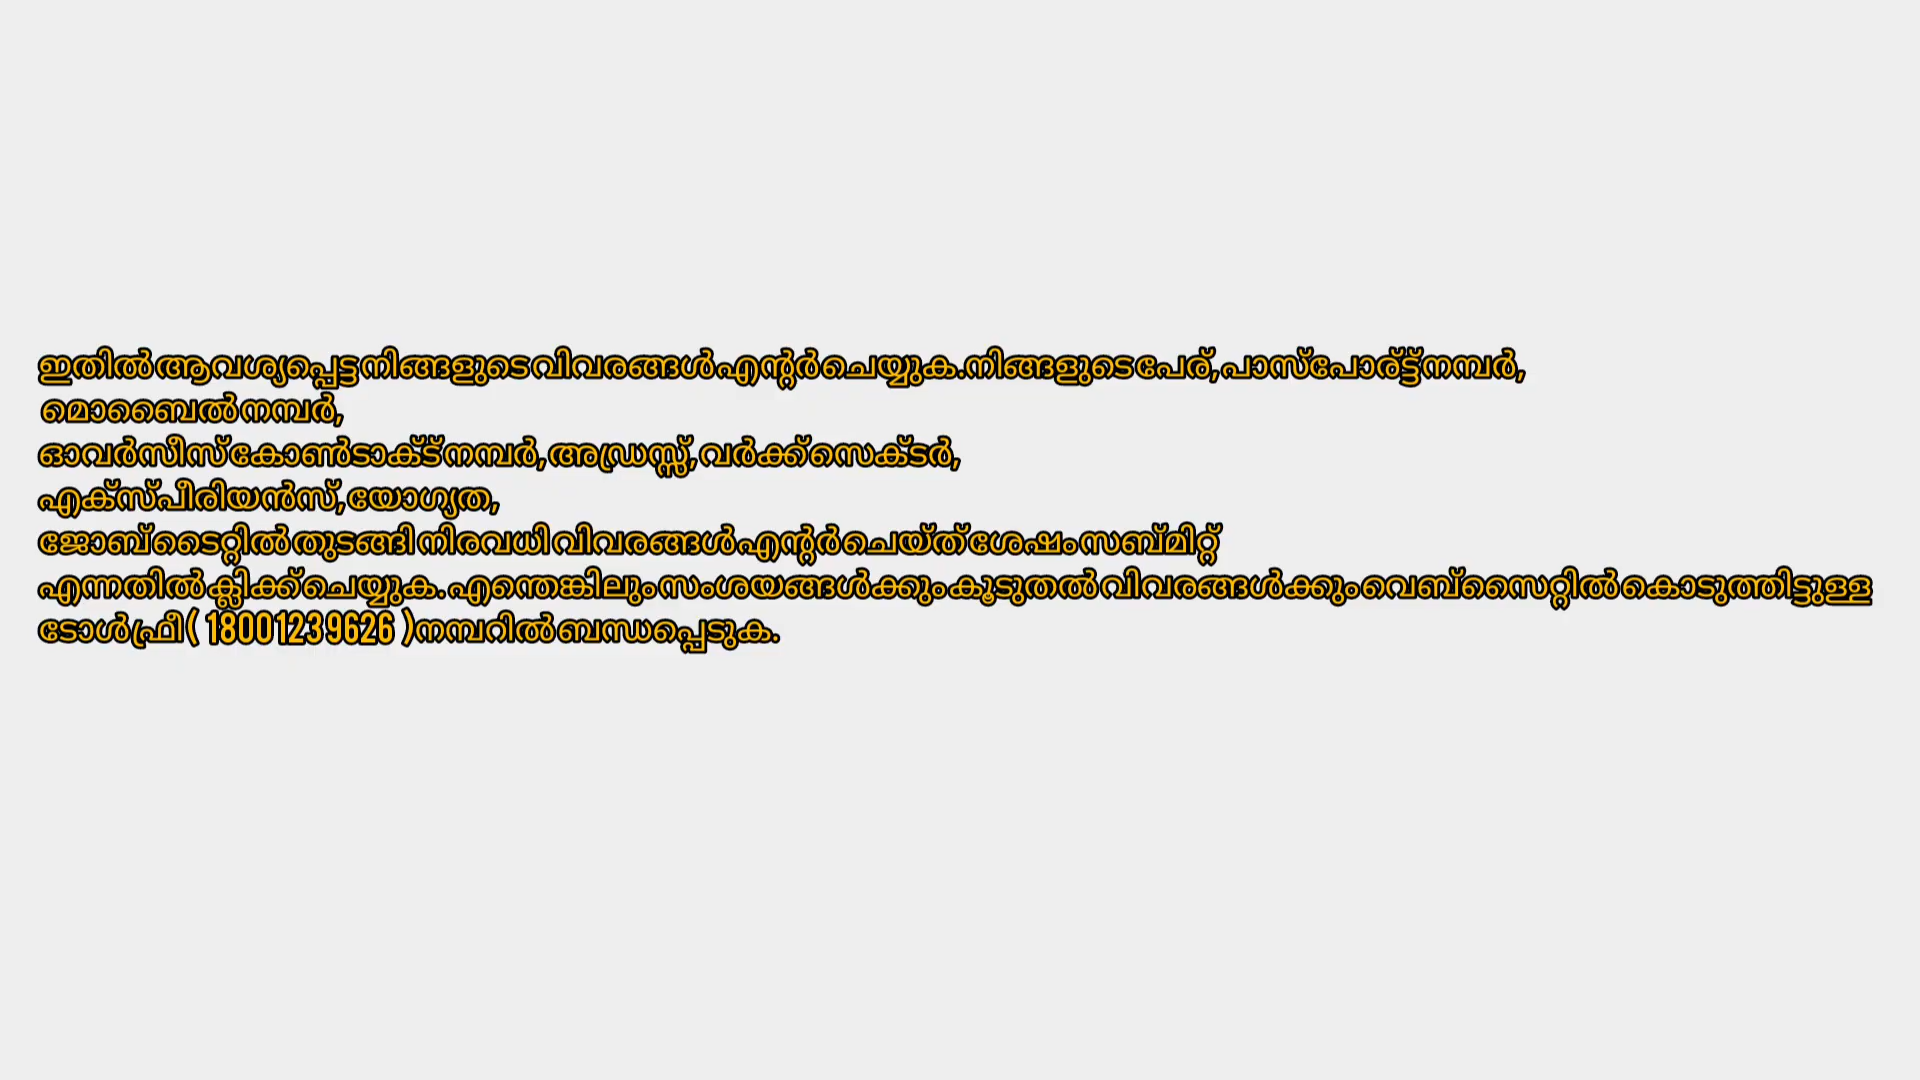 ഇതിൽ ആവശ്യപ്പെട്ട നിങ്ങളുടെ വിവരങ്ങൾ എന്റർ ചെയ്യുക. നിങ്ങളുടെ പേര്, പാസ്പോര്ട്ട് നമ്പർ,
മൊബൈൽ നമ്പർ,
ഓവർസീസ് കോൺടാക്ട് നമ്പർ, അഡ്രസ്സ്, വർക്ക് സെക്ടർ,
എക്സ്പീരിയൻസ്, യോഗ്യത,
ജോബ് ടൈറ്റിൽ തുടങ്ങി നിരവധി വിവരങ്ങൾ എന്റർ ചെയ്ത് ശേഷം സബ്മിറ്റ്
എന്നതിൽ ക്ലിക്ക് ചെയ്യുക. എന്തെങ്കിലും സംശയങ്ങൾക്കും കൂടുതൽ വിവരങ്ങൾക്കും വെബ്സൈറ്റിൽ കൊടുത്തിട്ടുള്ള
ടോൾ ഫ്രീ ( 18001239626 ) നമ്പറിൽ ബന്ധപ്പെടുക.